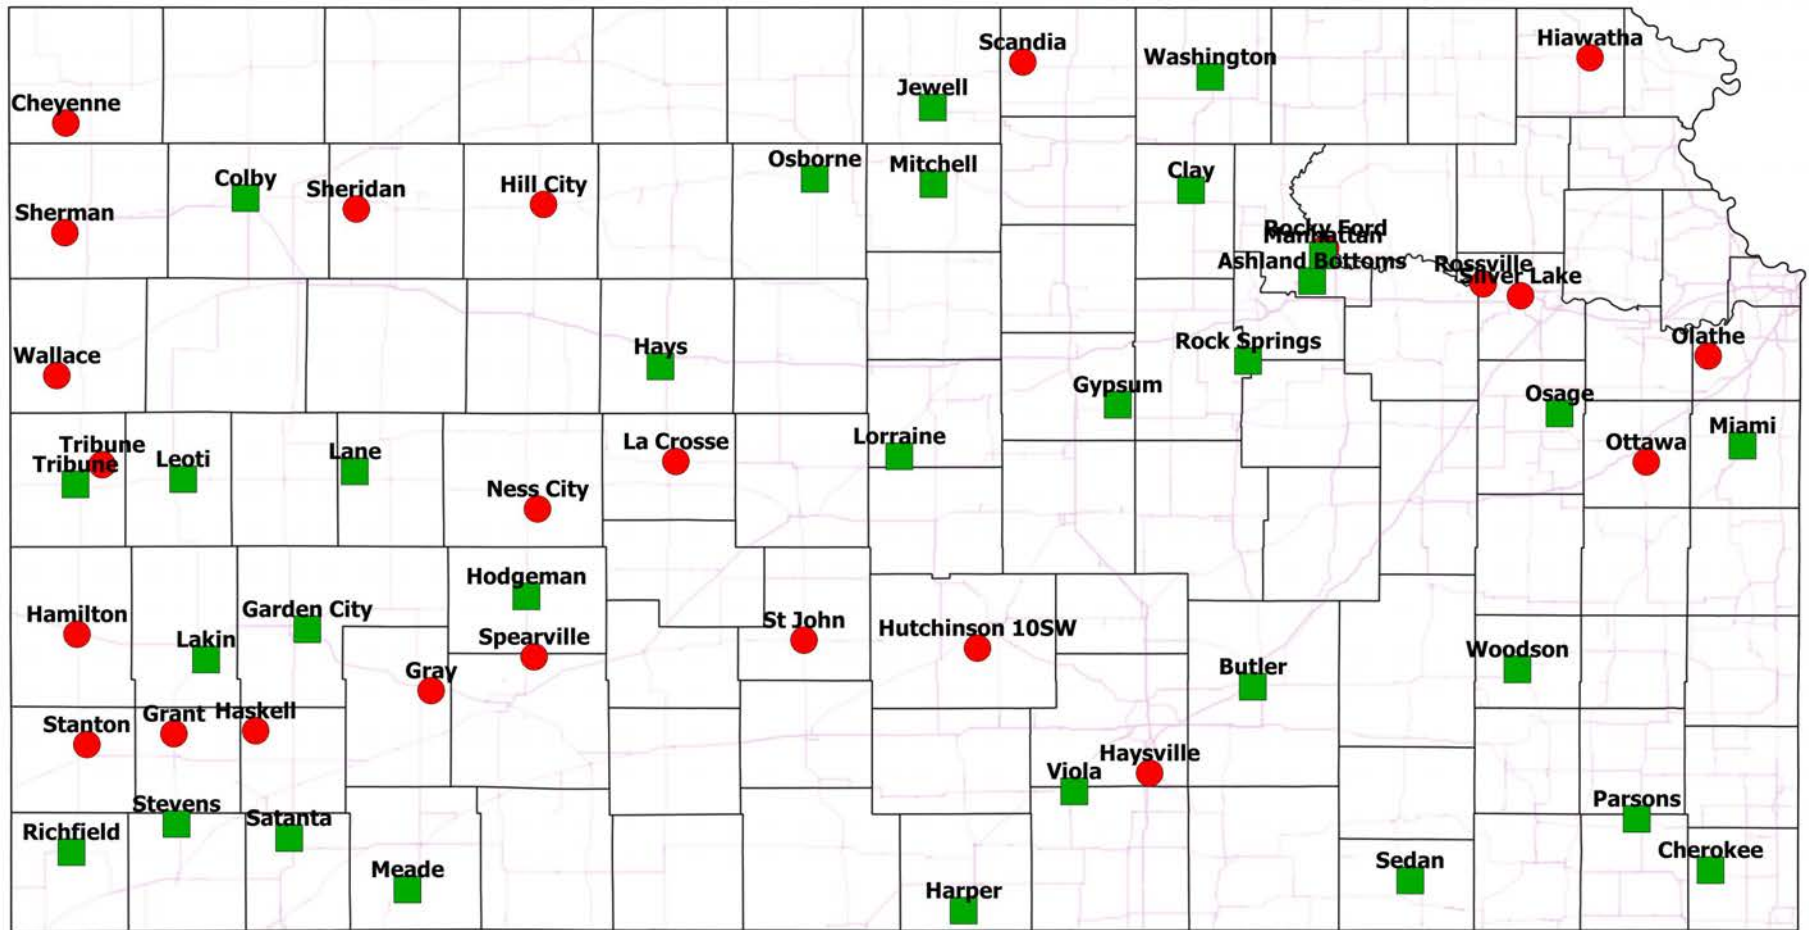 Scandia
Hiawatha
Washington
Jewell
Cheyenne
Osborne
Mitchell
Clay
Colby
Sheridan
Hill City
Sherman
Rocky Ford
Manhattan
Ashland Bottoms
Rossville
Silver Lake
Olathe
Wallace
Hays
Rock Springs
Gypsum
Osage
Miami
Tribune
Tribune
Leoti
Lane
La Crosse
Lorraine
Ottawa
Ness City
Hodgeman
Hamilton
Garden City
Lakin
Spearville
St John
Hutchinson 10SW
Gray
Butler
Woodson
Stanton
Grant
Haskell
Haysville
Viola
Stevens
Satanta
Richfield
Meade
Harper
Parsons
Sedan
Cherokee